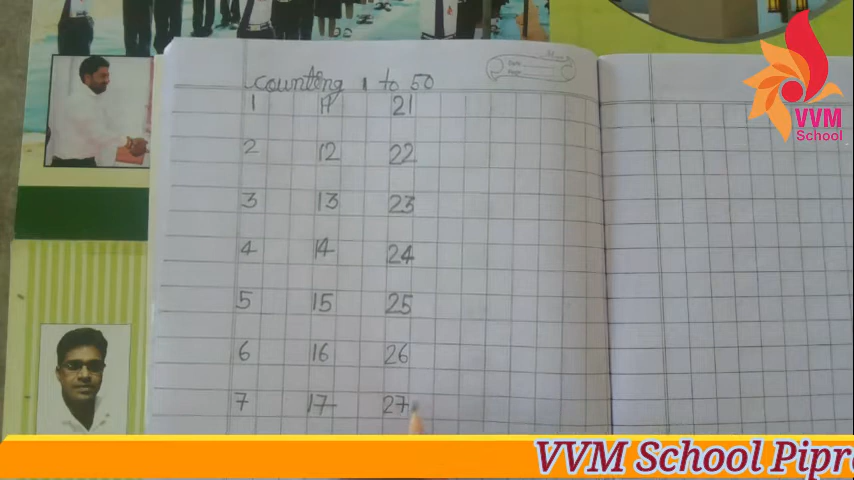 counting 1 to 50
1 11 21
2 12 22
3 13 23
4 14 24
5 15 25
6 16 26
7 17 27
VVM
School
VVM School Pipr